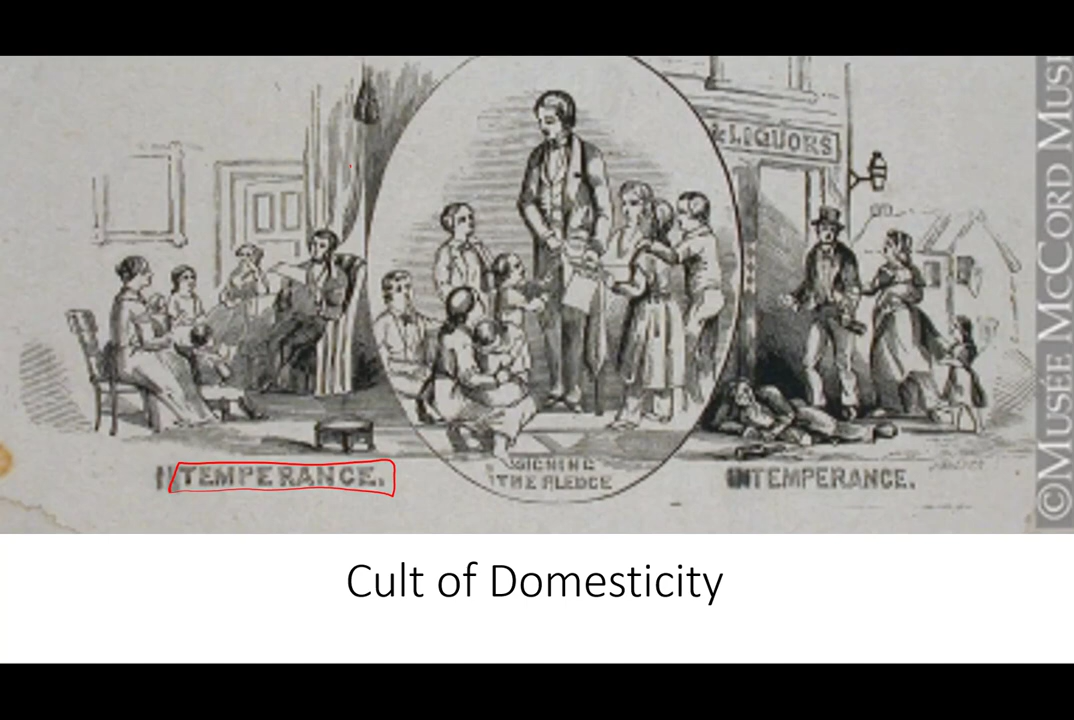 & LIQUORS
TEMPERANCE.
SIGNING
THE PLEDGE
INTEMPERANCE.
© MUSÉE MCCORD MUS
Cult of Domesticity